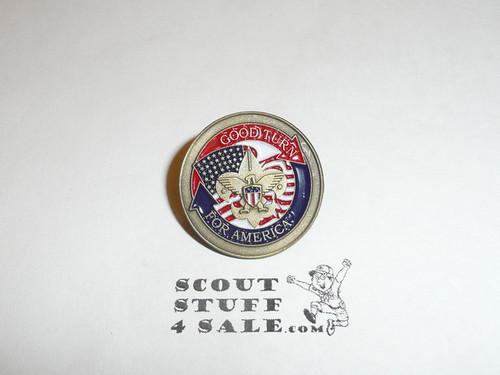 GOOD TURN
FOR AMERICA
SCOUT
STUFF
4 SALE.com